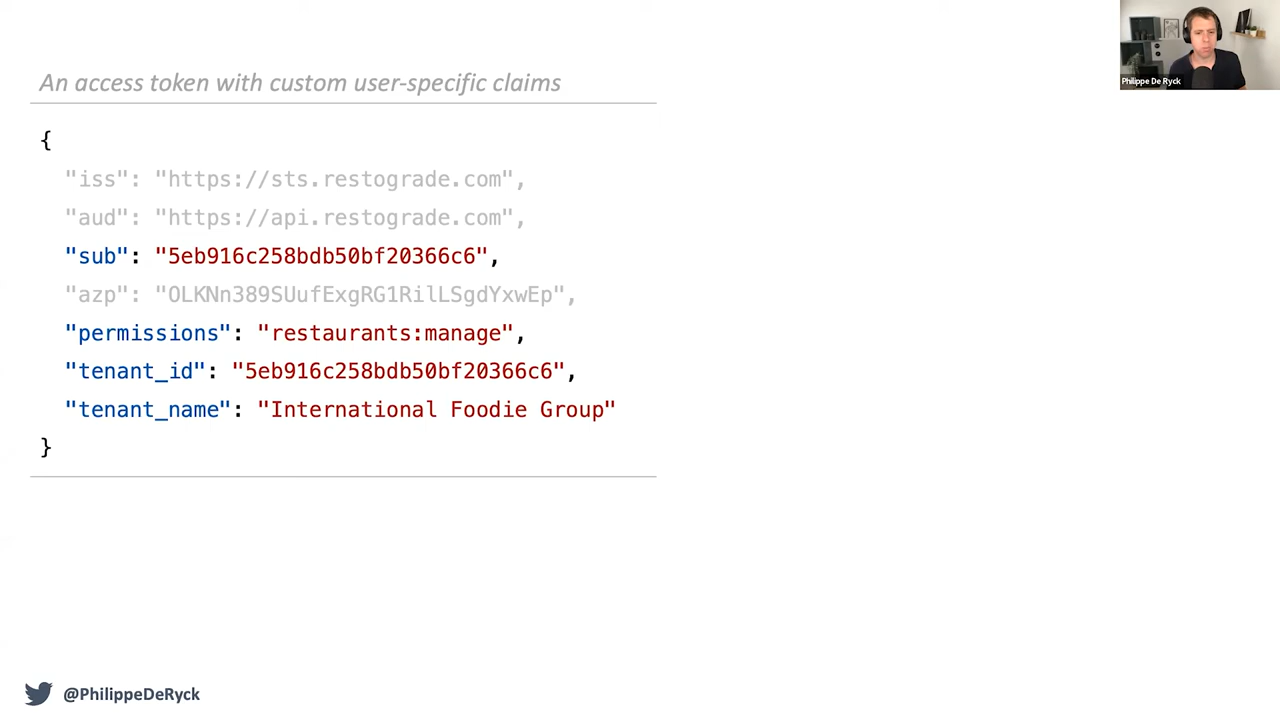 Philippe De Ryck
An access token with custom user-specific claims
{
"iss": "https://sts.restograde.com",
"aud": "https://api.restograde.com",
"sub": "5eb916c258bdb50bf20366c6",
"azp": "OLKNn389SUufExgRG1RilLSgdYxwEp",
"permissions": "restaurants:manage",
"tenant_id": "5eb916c258bdb50bf20366c6",
"tenant_name": "International Foodie Group"
}
@PhilippeDeRyck